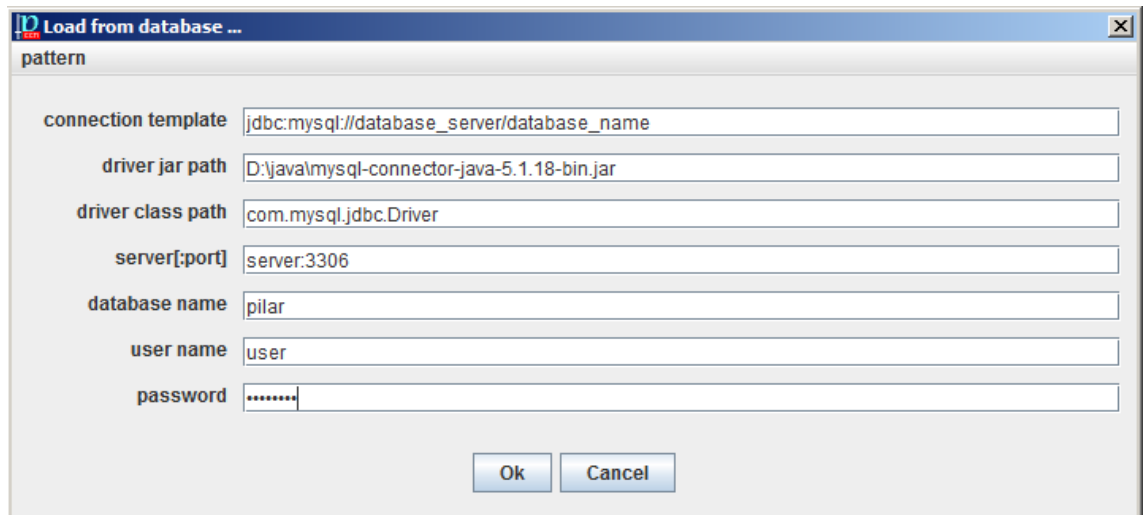 Load from database ...
pattern
connection template jdbc:mysql://database_server/database_name
driver jar path D:\java\mysql-connector-java-5.1.18-bin.jar
driver class path com.mysql.jdbc.Driver
server[:port] server:3306
database name pilar
user name user
password ••••••••
Ok Cancel